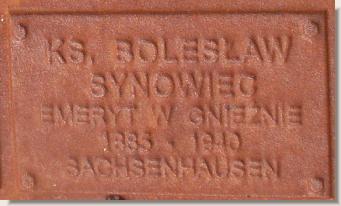 KS. BOLESŁAW
SYNOWIEC
EMERYT W GNIEŹNIE
1885 - 1940
SACHSENHAUSEN